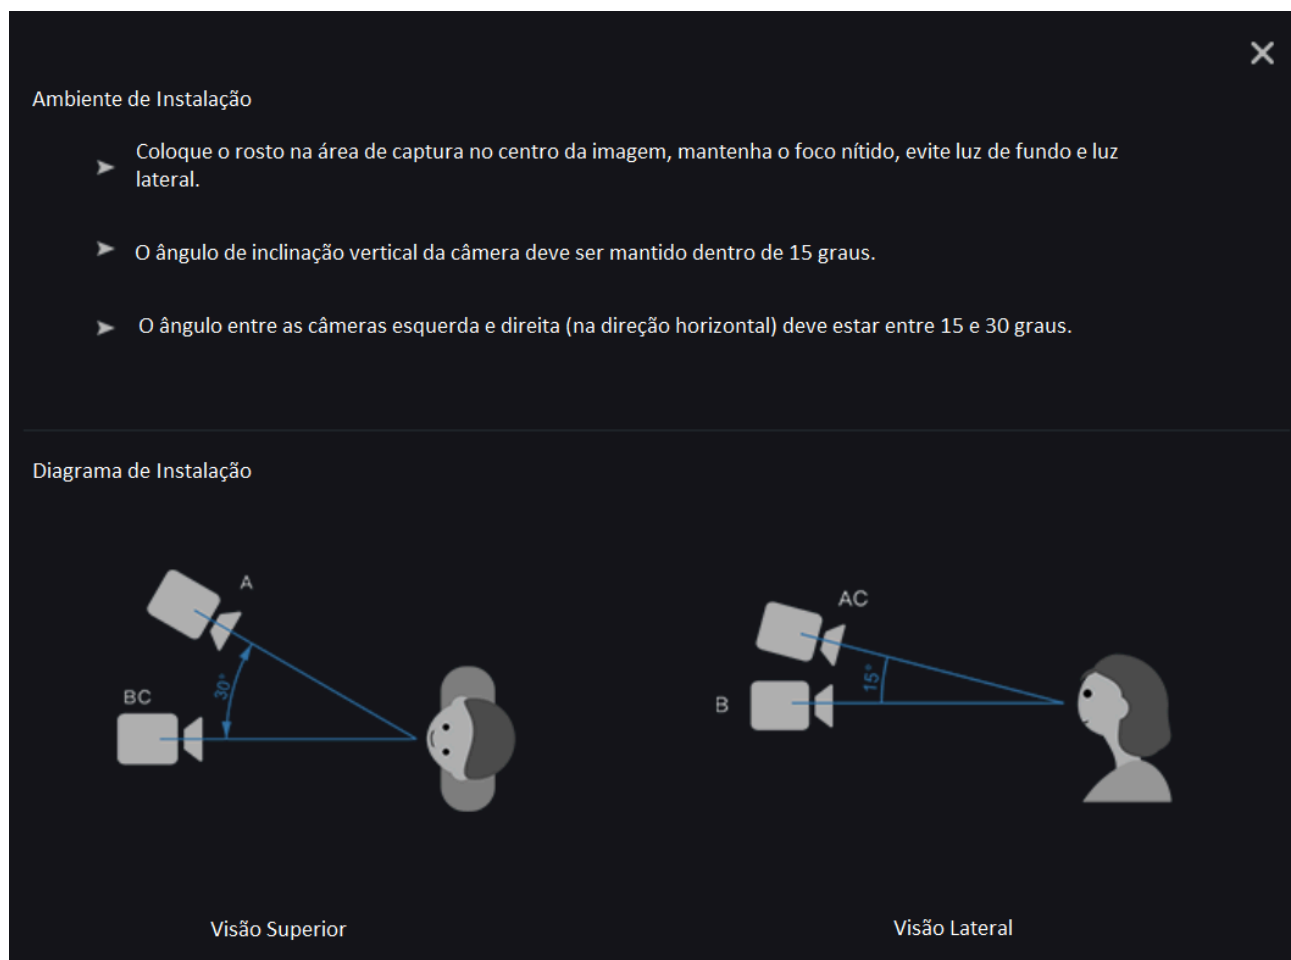 Ambiente de Instalação
Coloque o rosto na área de captura no centro da imagem, mantenha o foco nítido, evite luz de fundo e luz
lateral.
O ângulo de inclinação vertical da câmera deve ser mantido dentro de 15 graus.
O ângulo entre as câmeras esquerda e direita (na direção horizontal) deve estar entre 15 e 30 graus.
Diagrama de Instalação
A
30°
BC
AC
15°
B
Visão Superior
Visão Lateral